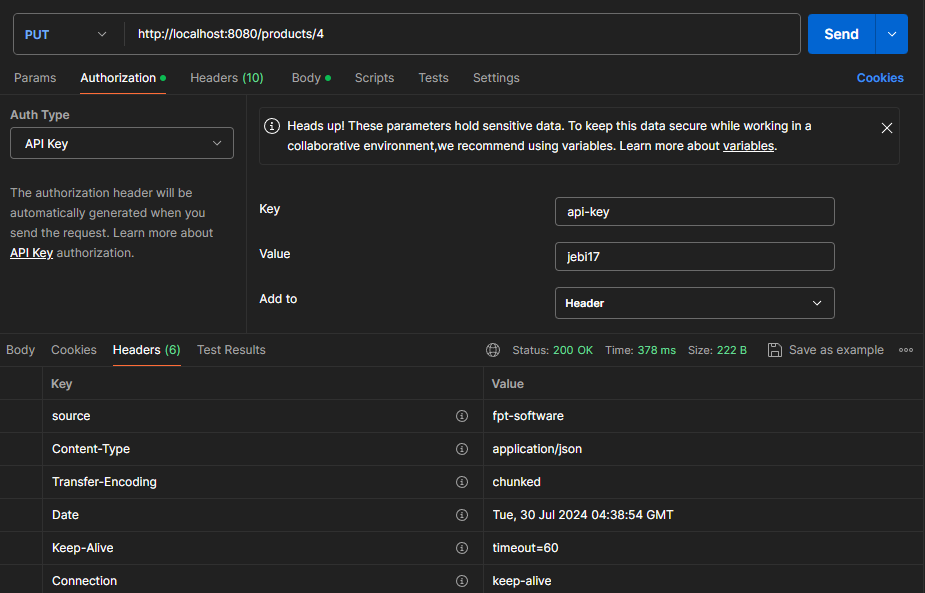 PUT http://localhost:8080/products/4 Send
Params Authorization Headers (10) Body Scripts Tests Settings Cookies
Auth Type
API Key
The authorization header will be
automatically generated when you
send the request. Learn more about
API Key authorization.
Heads up! These parameters hold sensitive data. To keep this data secure while working in a
collaborative environment,we recommend using variables. Learn more about variables.
Key api-key
Value jebi17
Add to Header
Body Cookies Headers (6) Test Results Status: 200 OK Time: 378 ms Size: 222 B Save as example
Key Value
source fpt-software
Content-Type application/json
Transfer-Encoding chunked
Date Tue, 30 Jul 2024 04:38:54 GMT
Keep-Alive timeout=60
Connection keep-alive